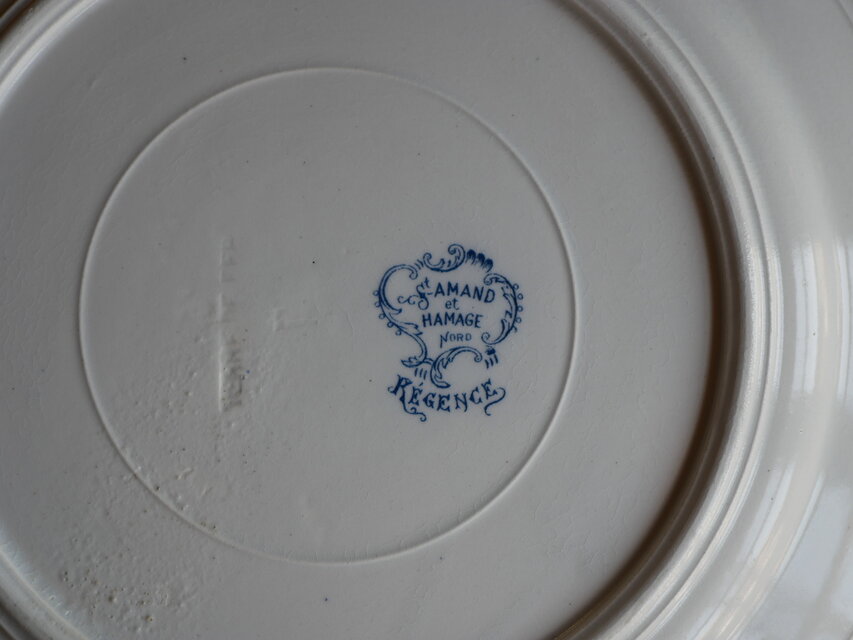 St AMAND
et
HAMAGE
NORD
RÉGENCE